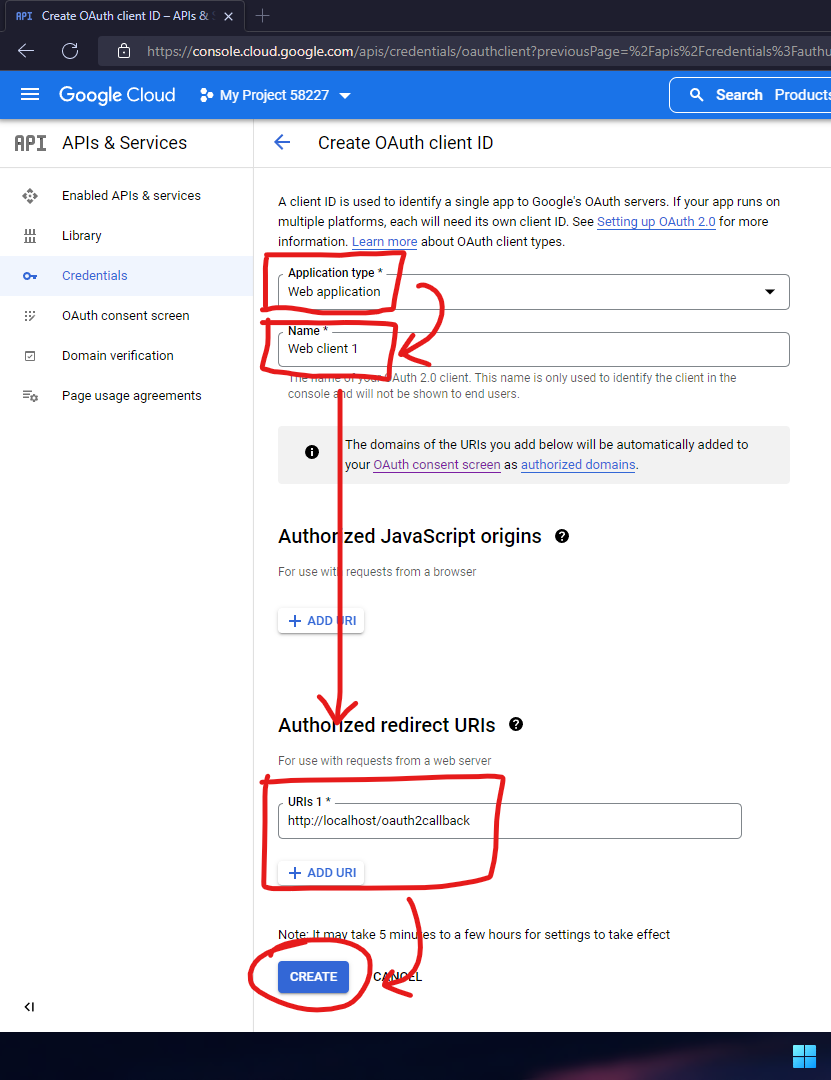 API Create OAuth client ID – APIs &
https://console.cloud.google.com/apis/credentials/oauthclient?previousPage=%2Fapis%2Fcredentials%3Fauthu
Google Cloud
My Project 58227
Search Products
API APIs & Services
Create OAuth client ID
Enabled APIs & services
Library
Credentials
OAuth consent screen
Domain verification
Page usage agreements
A client ID is used to identify a single app to Google's OAuth servers. If your app runs on
multiple platforms, each will need its own client ID. See Setting up OAuth 2.0 for more
information. Learn more about OAuth client types.
Application type *
Web application
Name *
Web client 1
The name of your OAuth 2.0 client. This name is only used to identify the client in the
console and will not be shown to end users.
The domains of the URIs you add below will be automatically added to
your OAuth consent screen as authorized domains.
Authorized JavaScript origins
For use with requests from a browser
+ ADD URI
Authorized redirect URIs
For use with requests from a web server
URIs 1 *
http://localhost/oauth2callback
+ ADD URI
Note: It may take 5 minutes to a few hours for settings to take effect
CREATE
CANCEL